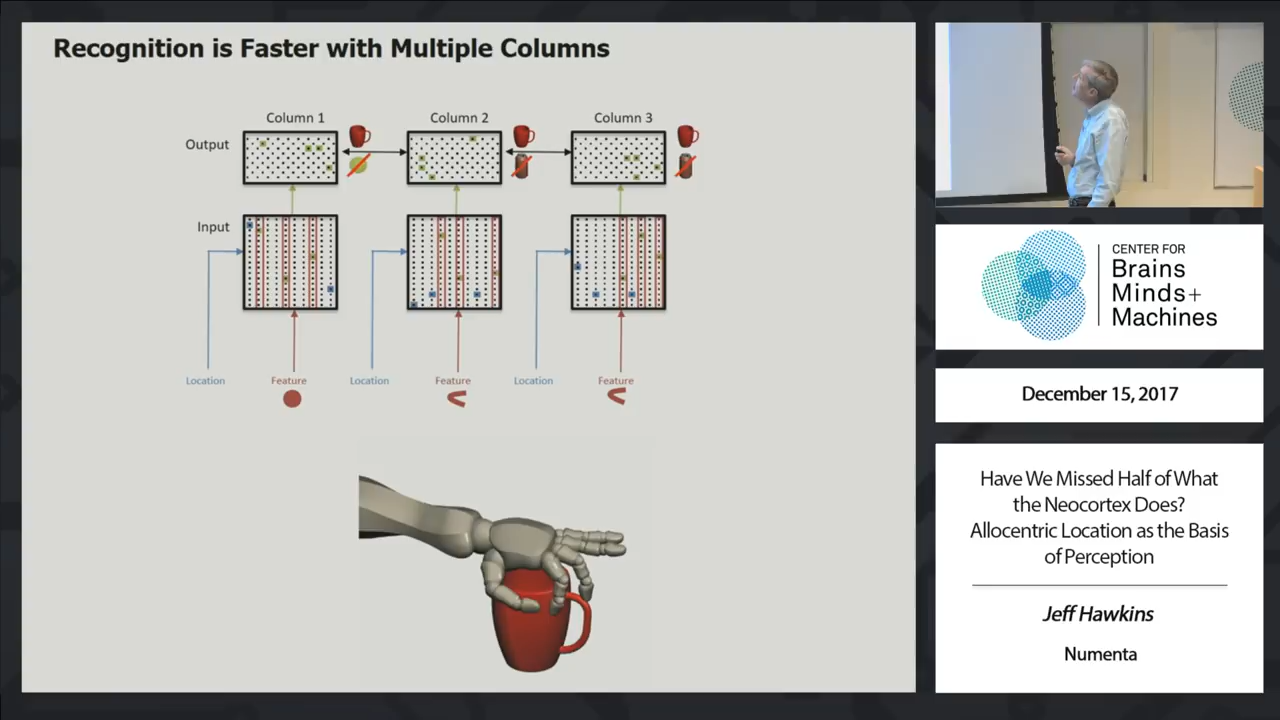 Recognition is Faster with Multiple Columns
Column 1
Column 2
Column 3
Output
Input
Location
Feature
Location
Feature
Location
Feature
CENTER FOR
Brains
Minds+
Machines
December 15, 2017
Have We Missed Half of What
the Neocortex Does?
Allocentric Location as the Basis
of Perception
Jeff Hawkins
Numenta